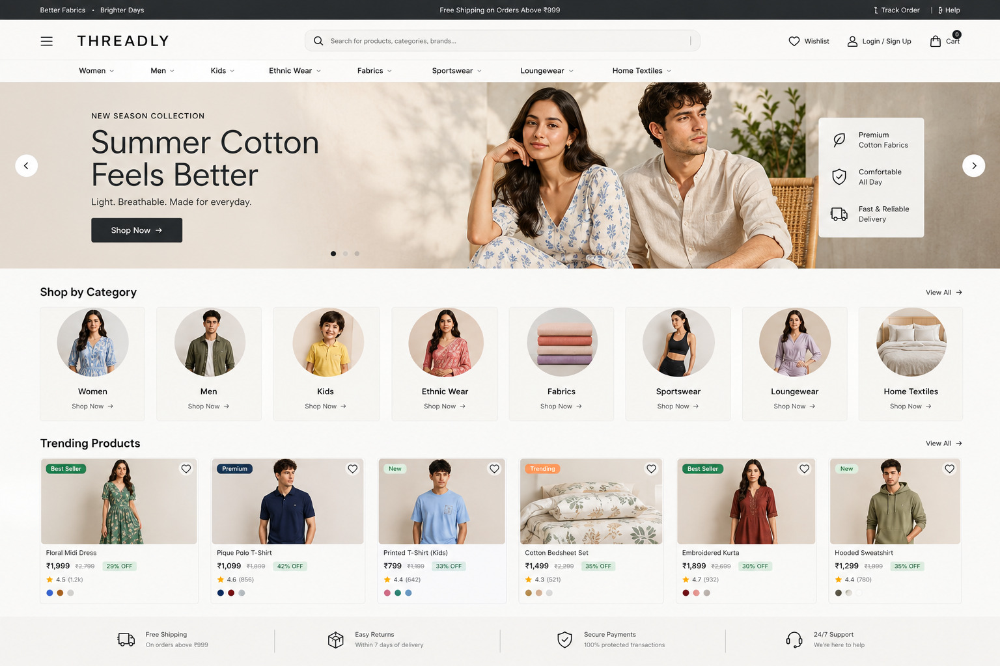 Better Fabrics • Brighter Days
Free Shipping on Orders Above ₹999
Track Order | Help
THREADLY
Search for products, categories, brands...
Wishlist
Login / Sign Up
0
Cart
Women
Men
Kids
Ethnic Wear
Fabrics
Sportswear
Loungewear
Home Textiles
NEW SEASON COLLECTION
Summer Cotton
Feels Better
Light. Breathable. Made for everyday.
Shop Now →
Premium
Cotton Fabrics
Comfortable
All Day
Fast & Reliable
Delivery
Shop by Category
View All →
Women
Shop Now →
Men
Shop Now →
Kids
Shop Now →
Ethnic Wear
Shop Now →
Fabrics
Shop Now →
Sportswear
Shop Now →
Loungewear
Shop Now →
Home Textiles
Shop Now →
Trending Products
View All →
Best Seller
Floral Midi Dress
₹1,999 ₹2,799 29% OFF
4.5 (1.2k)
Premium
Pique Polo T-Shirt
₹1,099 ₹1,899 42% OFF
4.6 (856)
New
Printed T-Shirt (Kids)
₹799 ₹1,199 33% OFF
4.4 (642)
Trending
Cotton Bedsheet Set
₹1,499 ₹2,299 35% OFF
4.3 (521)
Best Seller
Embroidered Kurta
₹1,899 ₹2,699 30% OFF
4.7 (932)
New
Hooded Sweatshirt
₹1,299 ₹1,999 35% OFF
4.4 (780)
Free Shipping
On orders above ₹999
Easy Returns
Within 7 days of delivery
Secure Payments
100% protected transactions
24/7 Support
We're here to help